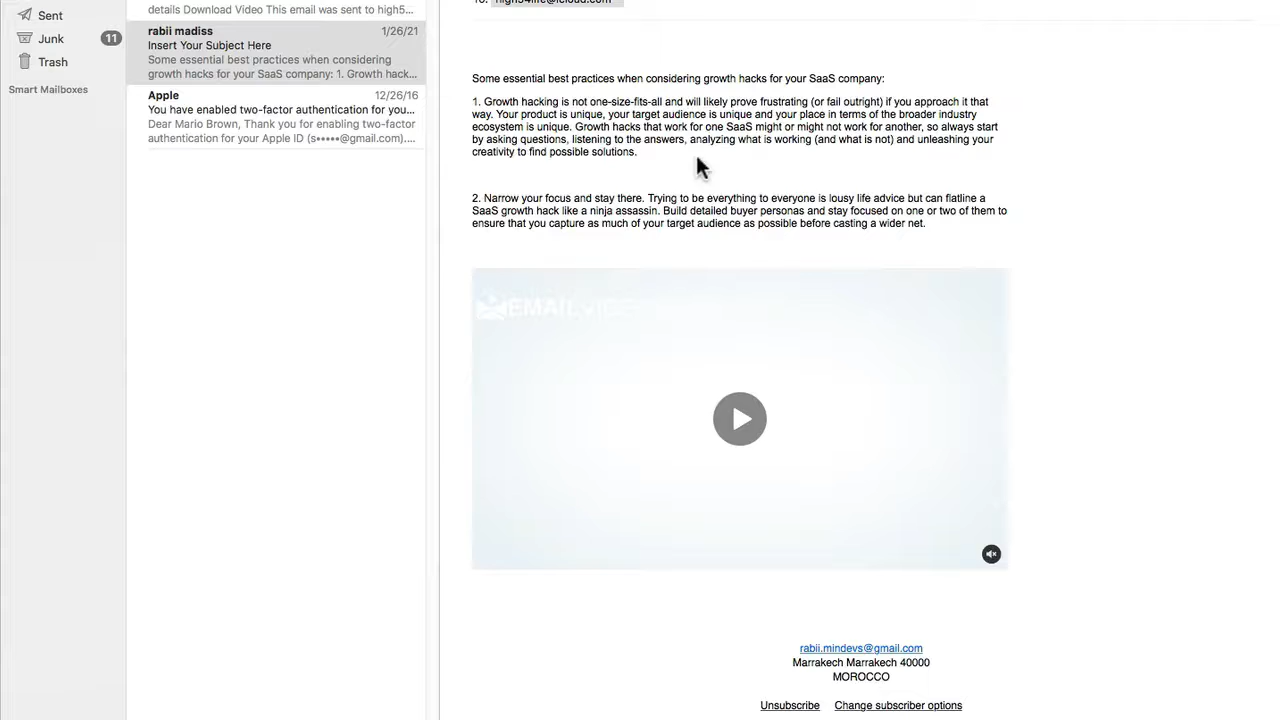 Sent
Junk
11
Trash
Smart Mailboxes
details Download Video This email was sent to high5...
rabii madiss
1/26/21
Insert Your Subject Here
Some essential best practices when considering
growth hacks for your SaaS company: 1. Growth hack...
Apple
12/26/16
You have enabled two-factor authentication for you...
Dear Mario Brown, Thank you for enabling two-factor
authentication for your Apple ID (s•••••@gmail.com)....
To: high54life@icloud.com
Some essential best practices when considering growth hacks for your SaaS company:
1. Growth hacking is not one-size-fits-all and will likely prove frustrating (or fail outright) if you approach it that
way. Your product is unique, your target audience is unique and your place in terms of the broader industry
ecosystem is unique. Growth hacks that work for one SaaS might or might not work for another, so always start
by asking questions, listening to the answers, analyzing what is working (and what is not) and unleashing your
creativity to find possible solutions.
2. Narrow your focus and stay there. Trying to be everything to everyone is lousy life advice but can flatline a
SaaS growth hack like a ninja assassin. Build detailed buyer personas and stay focused on one or two of them to
ensure that you capture as much of your target audience as possible before casting a wider net.
EMAILVIDEO
rabii.mindevs@gmail.com
Marrakech Marrakech 40000
MOROCCO
Unsubscribe
Change subscriber options